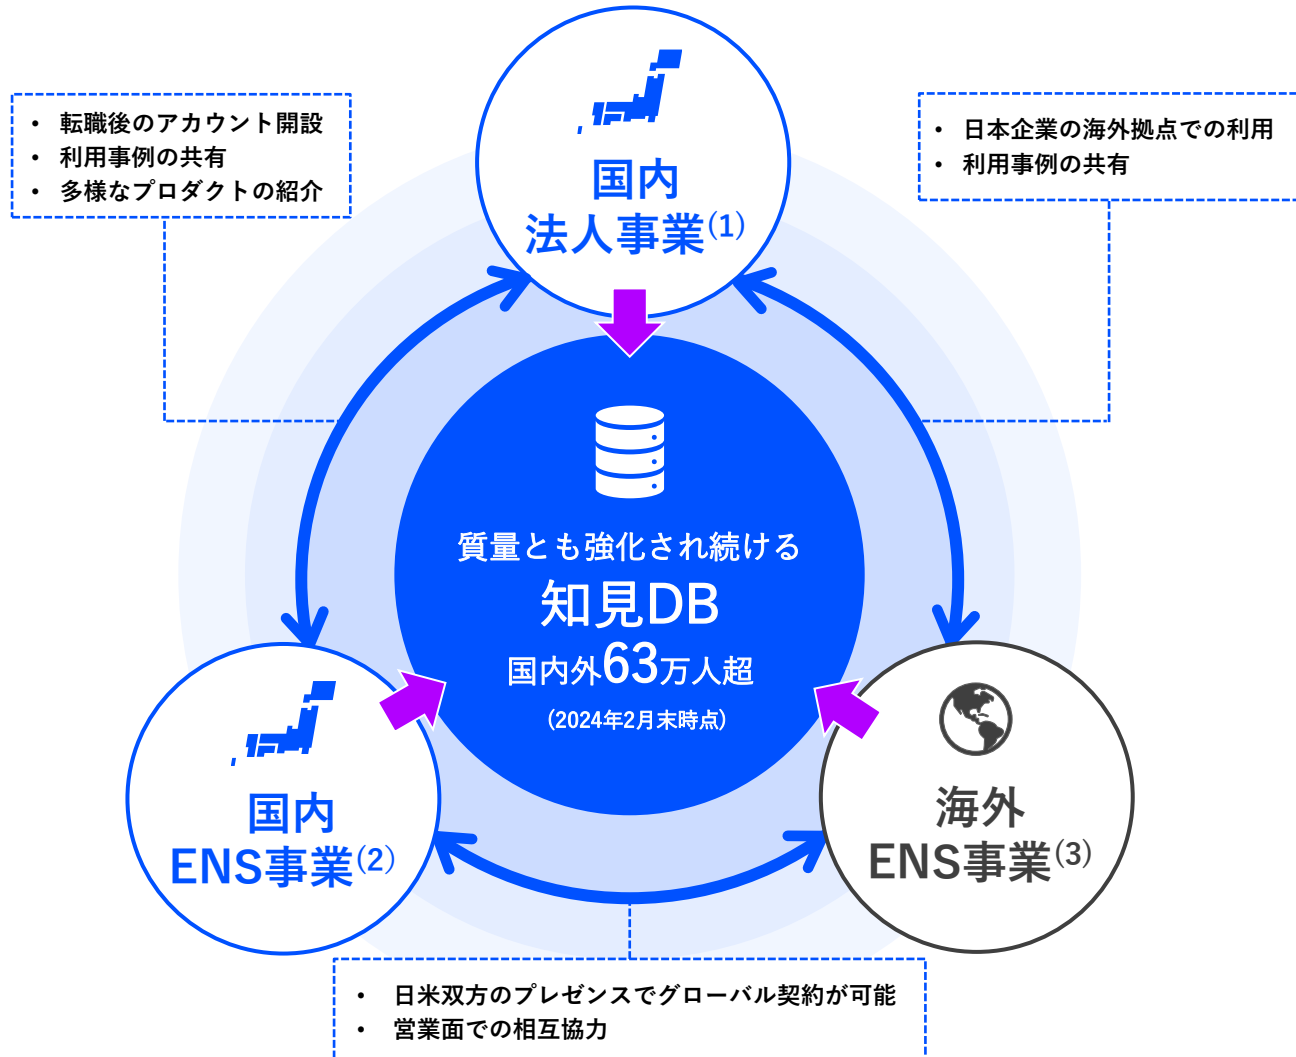 国内
法人事業(1)
• 転職後のアカウント開設
• 利用事例の共有
• 多様なプロダクトの紹介
• 日本企業の海外拠点での利用
• 利用事例の共有
質量とも強化され続ける
知見DB
国内外63万人超
(2024年2月末時点)
国内
ENS事業(2)
海外
ENS事業(3)
• 日米双方のプレゼンスでグローバル契約が可能
• 営業面での相互協力